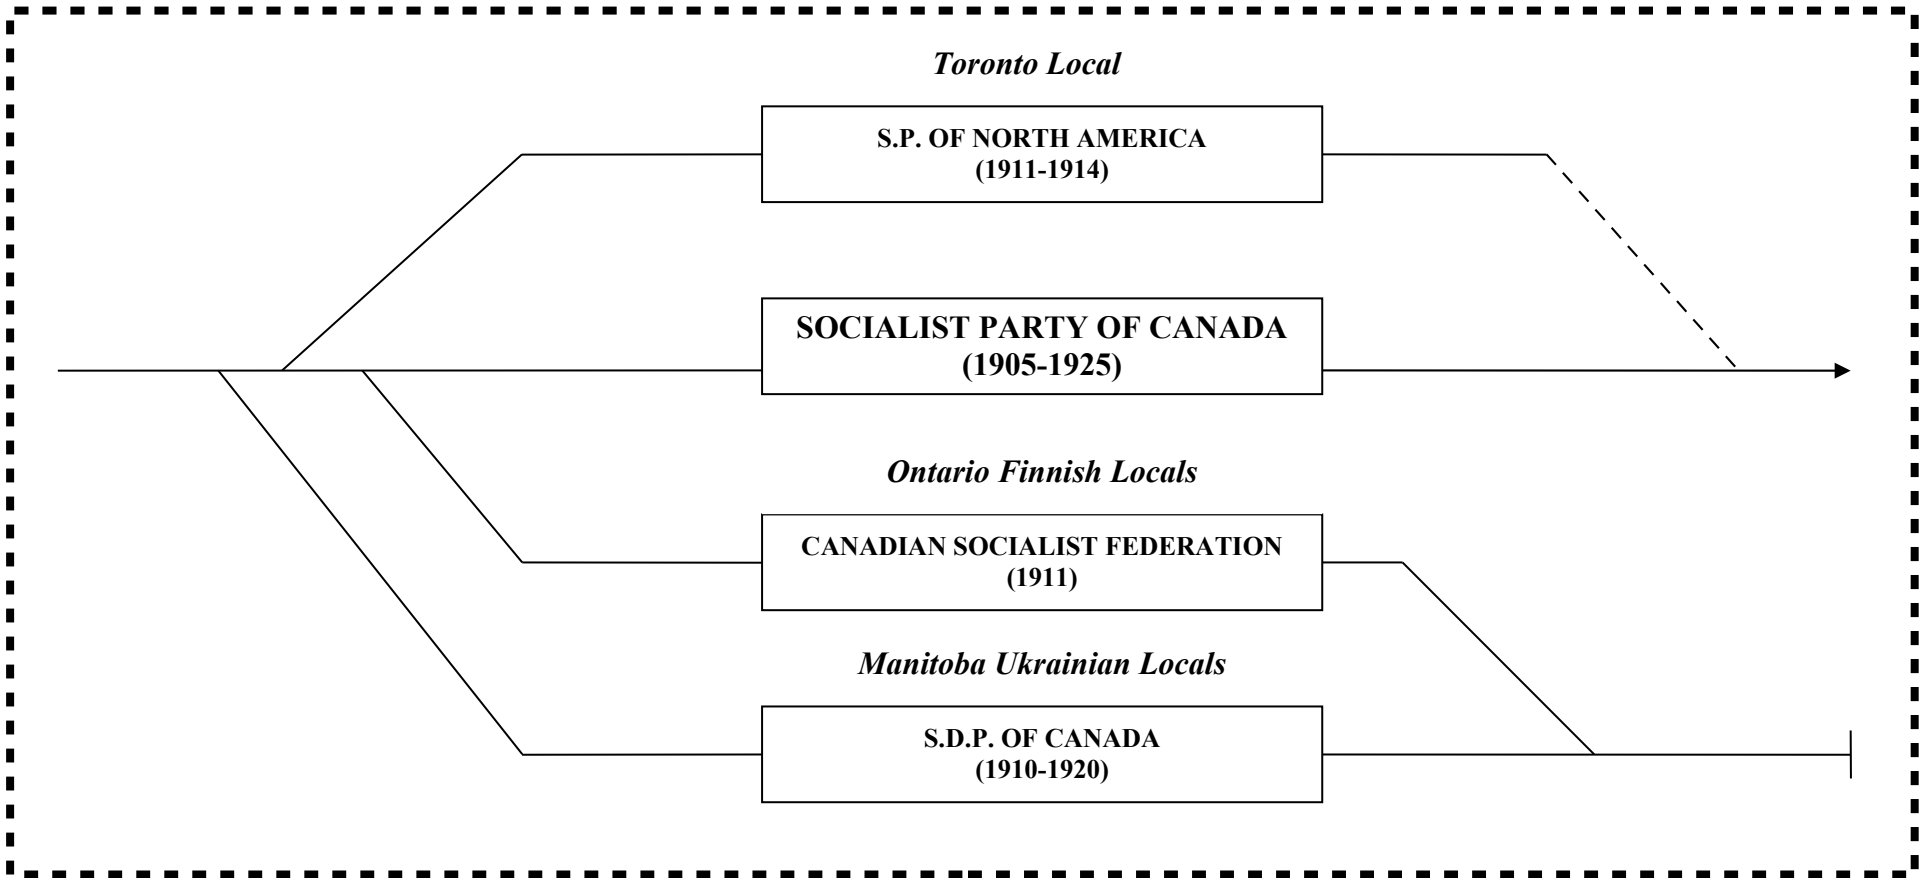 Toronto Local
S.P. OF NORTH AMERICA
(1911-1914)
SOCIALIST PARTY OF CANADA
(1905-1925)
Ontario Finnish Locals
CANADIAN SOCIALIST FEDERATION
(1911)
Manitoba Ukrainian Locals
S.D.P. OF CANADA
(1910-1920)